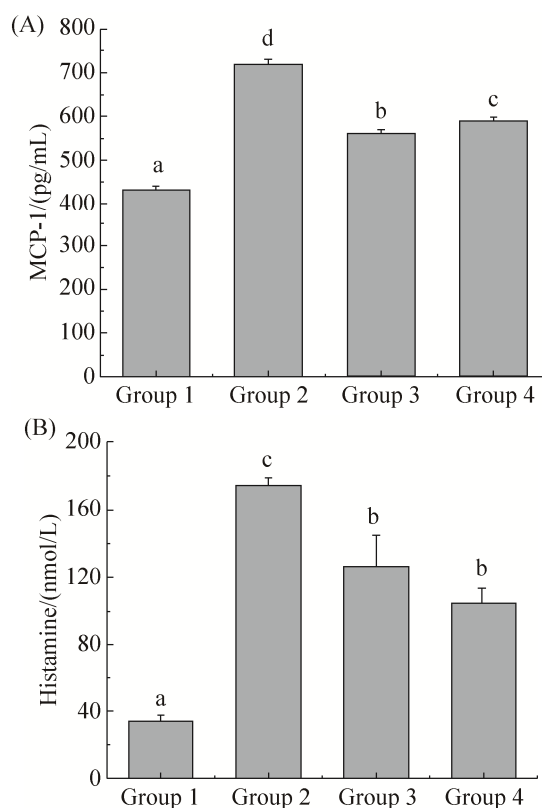 (A)
800
700
600
500
400
300
200
100
0
MCP-1/(pg/mL)
a
d
b
c
Group 1 Group 2 Group 3 Group 4
(B)
200
160
120
80
40
0
Histamine/(nmol/L)
a
c
b
b
Group 1 Group 2 Group 3 Group 4